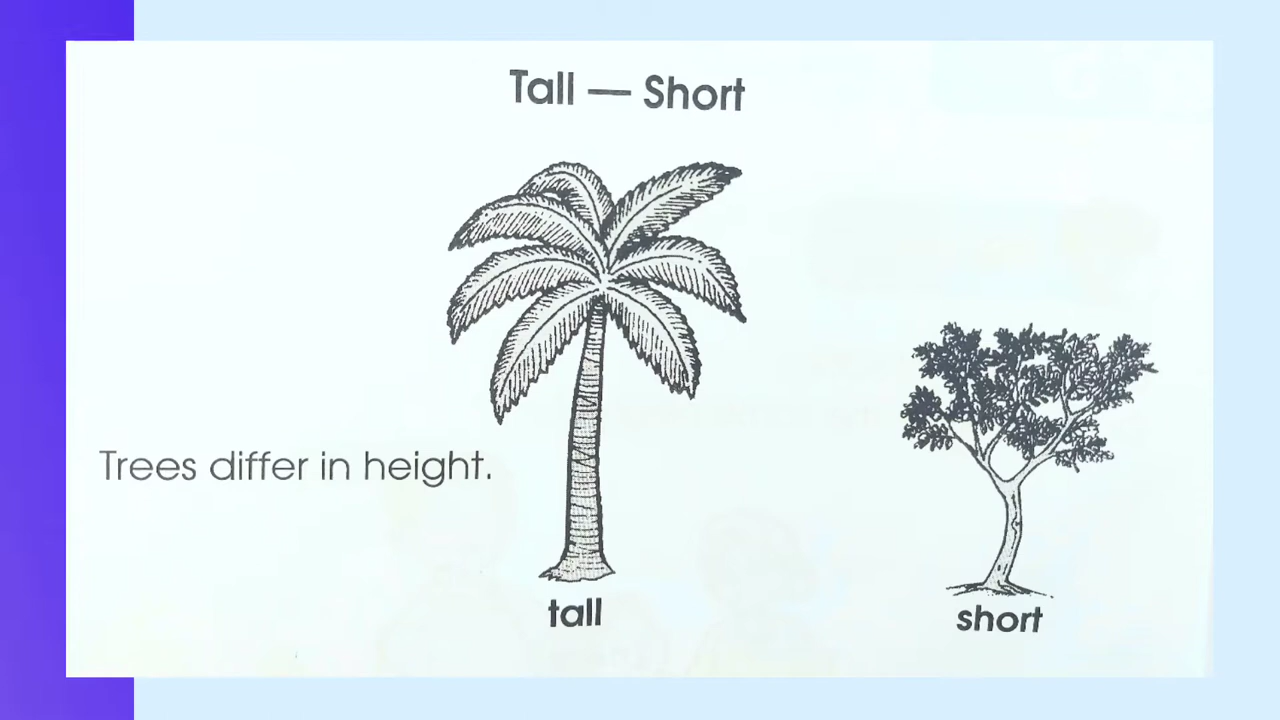 Tall — Short
Trees differ in height.
tall
short